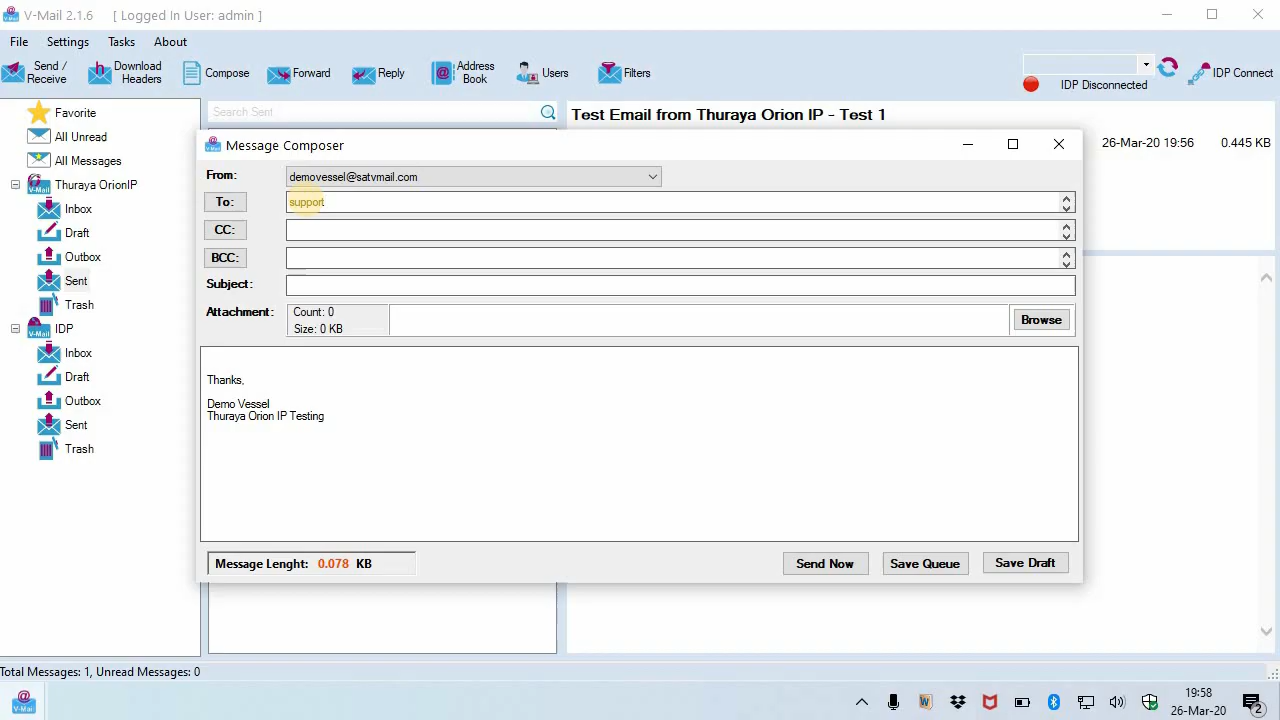 V-Mail 2.1.6 [ Logged In User: admin ]
File Settings Tasks About
Send / Receive
Download Headers
Compose
Forward
Reply
Address Book
Users
Filters
IDP Disconnected
IDP Connect
Favorite
All Unread
All Messages
Thuraya OrionIP
Inbox
Draft
Outbox
Sent
Trash
IDP
Inbox
Draft
Outbox
Sent
Trash
Search Sent
Test Email from Thuraya Orion IP - Test 1
26-Mar-20 19:56 0.445 KB
Message Composer
From: demovessel@satvmail.com
To: support
CC:
BCC:
Subject:
Attachment: Count: 0
Size: 0 KB
Browse
Thanks,
Demo Vessel
Thuraya Orion IP Testing
Message Lenght: 0.078 KB
Send Now Save Queue Save Draft
Total Messages: 1, Unread Messages: 0
19:58
26-Mar-20
2